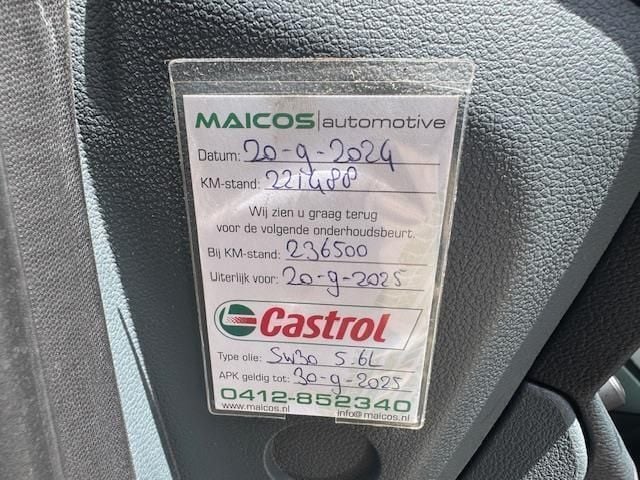 MAICOS|automotive
Datum: 20-9-2024
KM-stand: 221488
Wij zien u graag terug
voor de volgende onderhoudsbeurt.
Bij KM-stand: 236500
Uiterlijk voor: 20-9-2025
Castrol
Type olie: 5w30 5.6L
APK geldig tot: 30-9-2025
0412-852340
www.maicos.nl info@maicos.nl